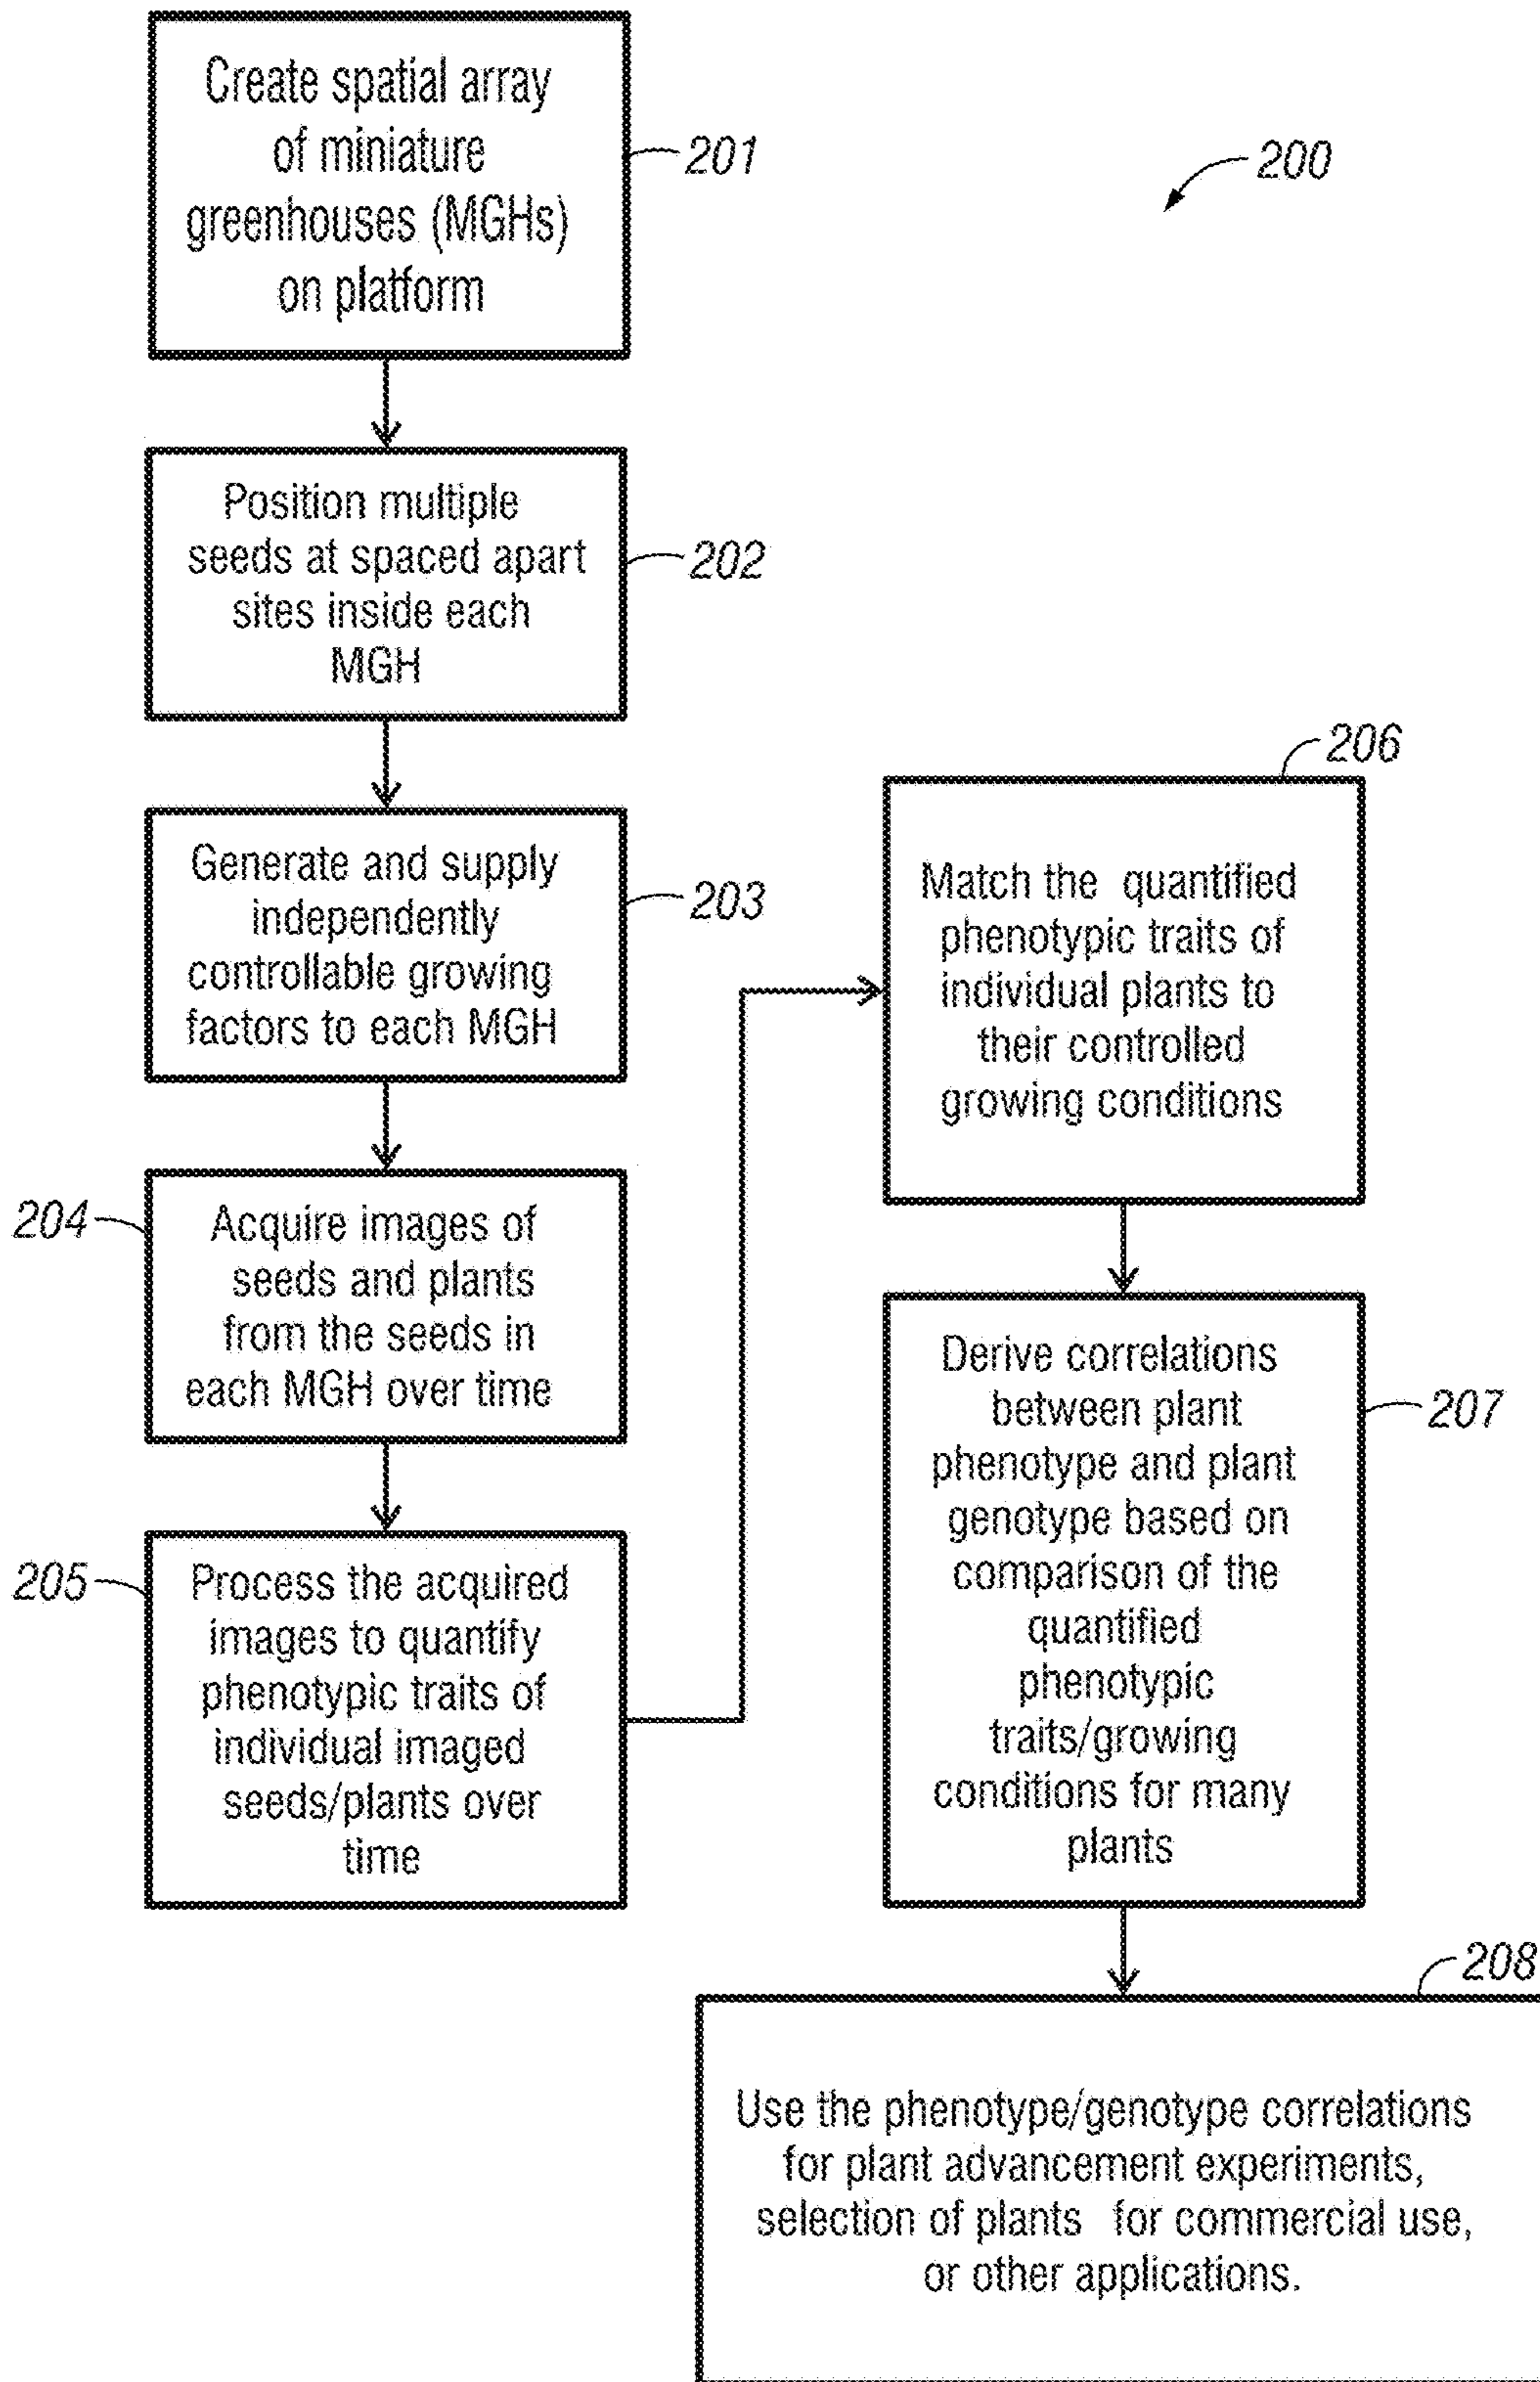 Create spatial array
of miniature
greenhouses (MGHs)
on platform
201
200
Position multiple
seeds at spaced apart
sites inside each
MGH
202
Generate and supply
independently
controllable growing
factors to each MGH
203
204
Acquire images of
seeds and plants
from the seeds in
each MGH over time
205
Process the acquired
images to quantify
phenotypic traits of
individual imaged
seeds/plants over
time
206
Match the quantified
phenotypic traits of
individual plants to
their controlled
growing conditions
Derive correlations
between plant
phenotype and plant
genotype based on
comparison of the
quantified
phenotypic
traits/growing
conditions for many
plants
207
208
Use the phenotype/genotype correlations
for plant advancement experiments,
selection of plants for commercial use,
or other applications.